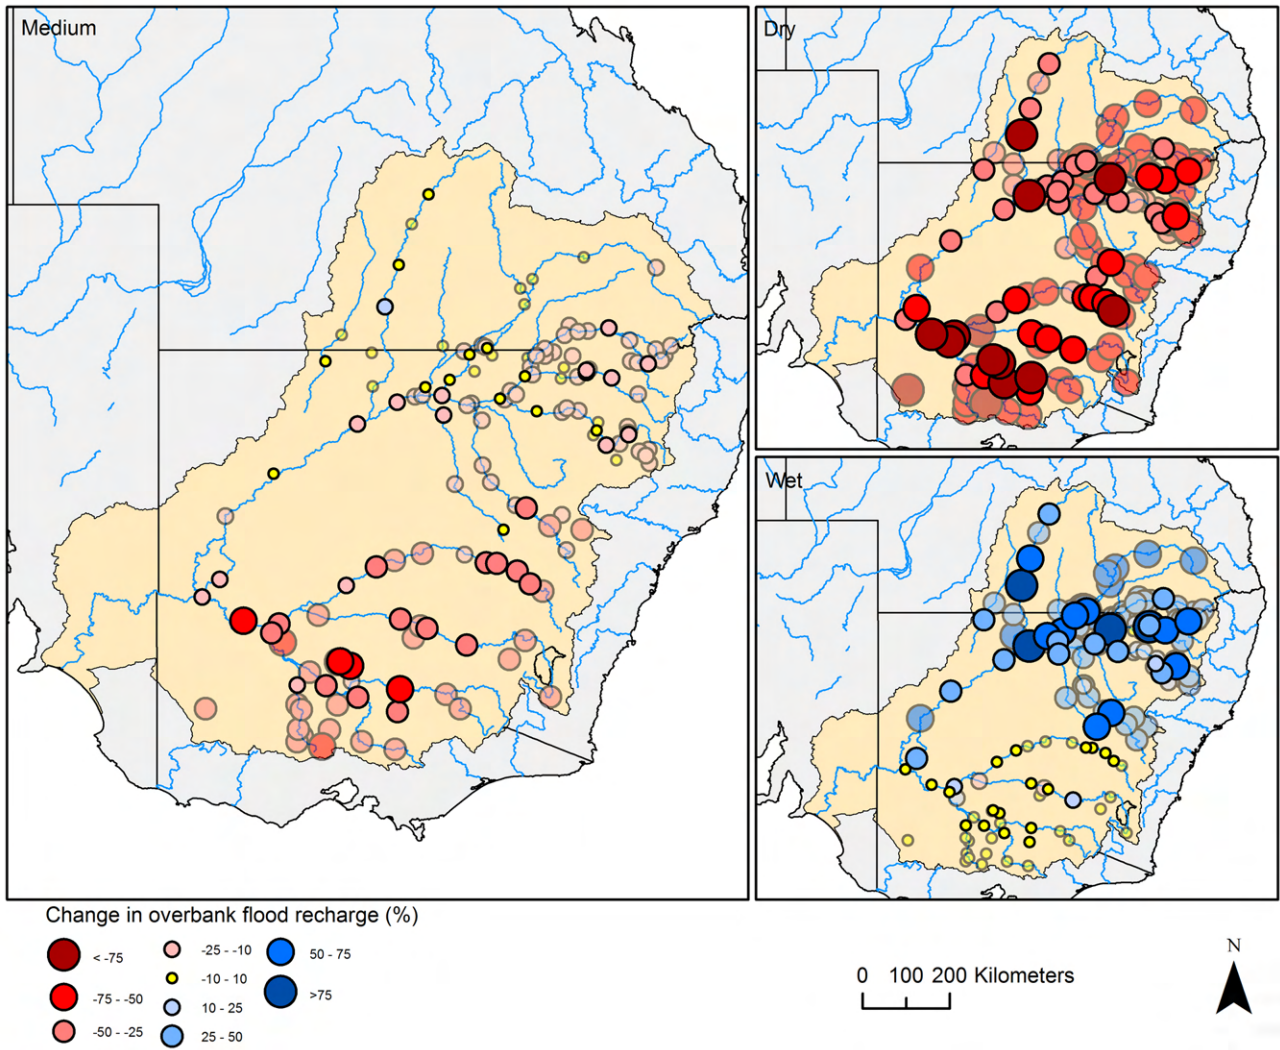 Medium
Dry
Wet
Change in overbank flood recharge (%)
< -75
-75 - -50
-50 - -25
-25 - -10
-10 - 10
10 - 25
25 - 50
50 - 75
>75
0 100 200 Kilometers
N